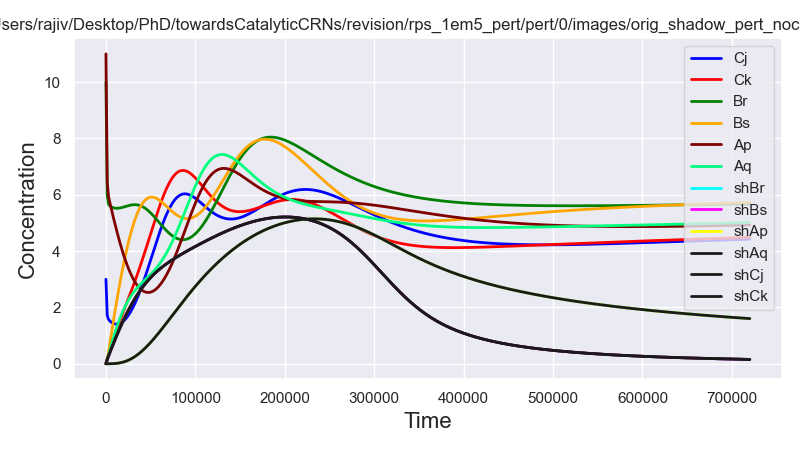 Jsers/rajiv/Desktop/PhD/towardsCatalyticCRNs/revision/rps_1em5_pert/pert/0/images/orig_shadow_pert_noc
Concentration
10
8
6
4
2
0
0
100000
200000
300000
400000
500000
600000
700000
Time
Cj
Ck
Br
Bs
Ap
Aq
shBr
shBs
shAp
shAq
shCj
shCk